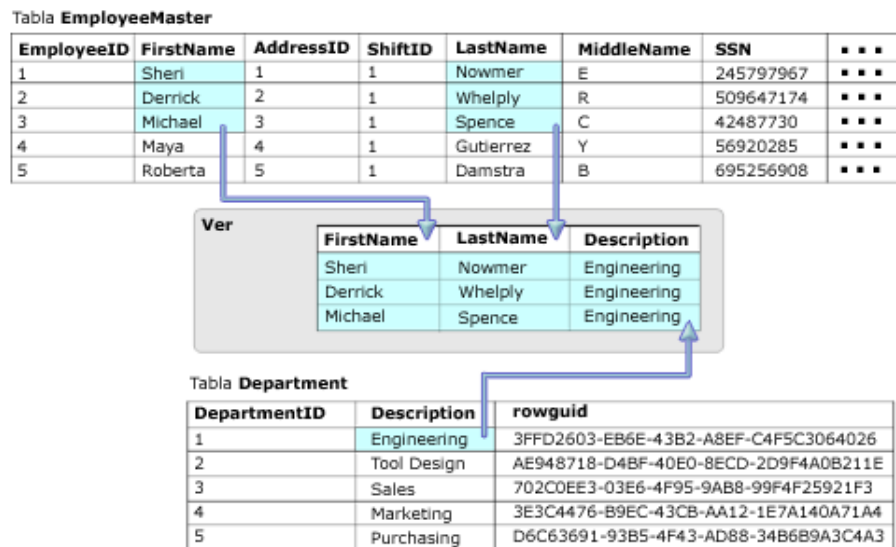 Tabla EmployeeMaster
EmployeeID FirstName AddressID ShiftID LastName MiddleName SSN ▪ ▪ ▪
1 Sheri 1 1 Nowmer E 245797967 ▪ ▪ ▪
2 Derrick 2 1 Whelply R 509647174 ▪ ▪ ▪
3 Michael 3 1 Spence C 42487730 ▪ ▪ ▪
4 Maya 4 1 Gutierrez Y 56920285 ▪ ▪ ▪
5 Roberta 5 1 Damstra B 695256908 ▪ ▪ ▪
Ver
FirstName LastName Description
Sheri Nowmer Engineering
Derrick Whelply Engineering
Michael Spence Engineering
Tabla Department
DepartmentID Description rowguid
1 Engineering 3FFD2603-EB6E-43B2-A8EF-C4F5C3064026
2 Tool Design AE948718-D4BF-40E0-8ECD-2D9F4A0B211E
3 Sales 702C0EE3-03E6-4F95-9AB8-99F4F25921F3
4 Marketing 3E3C4476-B9EC-43CB-AA12-1E7A140A71A4
5 Purchasing D6C63691-93B5-4F43-AD88-34B6B9A3C4A3